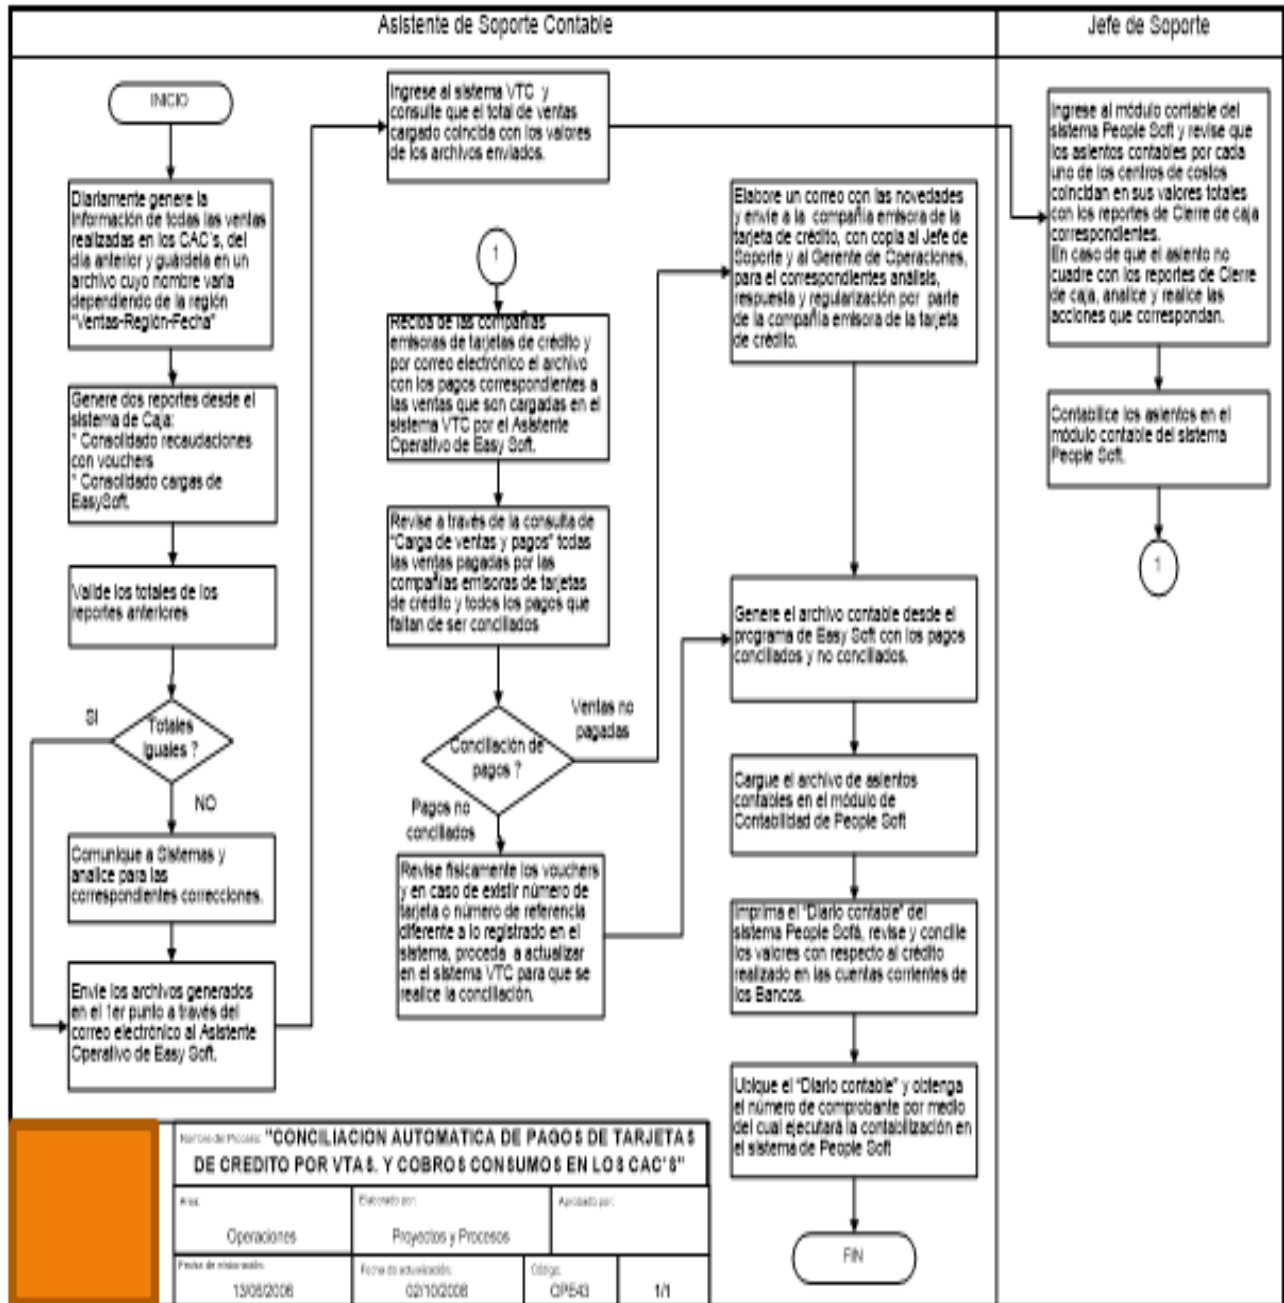 Asistente de Soporte Contable
Jefe de Soporte
INICIO
Diariamente genere la
información de todas las ventas
realizadas en los CAC´s, del
día anterior y guárdela en un
archivo cuyo nombre varía
dependiendo de la región
"Ventas-Región-Fecha"
Genere dos reportes desde el
sistema de Caja:
* Consolidado recaudaciones
con vouchers
* Consolidado cargas de
EasySoft.
Valide los totales de los
reportes anteriores
SI
Totales
iguales ?
NO
Comunique a Sistemas y
analice para las
correspondientes correcciones.
Envíe los archivos generados
en el 1er punto a través del
correo electrónico al Asistente
Operativo de Easy Soft.
Ingrese al sistema VTC y
consulte que el total de ventas
cargado coincida con los valores
de los archivos enviados.
1
Reciba de las compañías
emisoras de tarjetas de crédito y
por correo electrónico el archivo
con los pagos correspondientes a
las ventas que son cargadas en el
sistema VTC por el Asistente
Operativo de Easy Soft.
Revise a través de la consulta de
"Carga de ventas y pagos" todas
las ventas pagadas por las
compañías emisoras de tarjetas
de crédito y todos los pagos que
faltan de ser conciliados
Ventas no
pagadas
Conciliación de
pagos ?
Pagos no
conciliados
Revise físicamente los vouchers
y en caso de existir número de
tarjeta o número de referencia
diferente a lo registrado en el
sistema, proceda a actualizar
en el sistema VTC para que se
realice la conciliación.
Elabore un correo con las novedades
y envíe a la compañía emisora de la
tarjeta de crédito, con copia al Jefe de
Soporte y al Gerente de Operaciones,
para el correspondientes análisis,
respuesta y regularización por parte
de la compañía emisora de la tarjeta
de crédito.
Genere el archivo contable desde el
programa de Easy Soft con los pagos
conciliados y no conciliados.
Cargue el archivo de asientos
contables en el módulo de
Contabilidad de People Soft
Imprima el "Diario contable" del
sistema People Sofá, revise y concilie
los valores con respecto al crédito
realizado en las cuentas corrientes de
los Bancos.
Ubique el "Diario contable" y obtenga
el número de comprobante por medio
del cual ejecutará la contabilización en
el sistema de People Soft
FIN
Ingrese al módulo contable del
sistema People Soft y revise que
los asientos contables por cada
uno de los centros de costos
coincidan en sus valores totales
con los reportes de Cierre de caja
correspondientes.
En caso de que el asiento no
cuadre con los reportes de Cierre
de caja, analice y realice las
acciones que correspondan.
Contabilice los asientos en el
módulo contable del sistema
People Soft.
1
Nombre del Proceso: "CONCILIACION AUTOMATICA DE PAGOS DE TARJETAS
DE CREDITO POR VTAS. Y COBROS CONSUMOS EN LOS CAC'S"
Area:
Operaciones
Elaborado por:
Proyectos y Procesos
Aprobado por:
Fecha de elaboración:
Fecha de actualización:
02/10/2008
Código:
OPE43
1/1